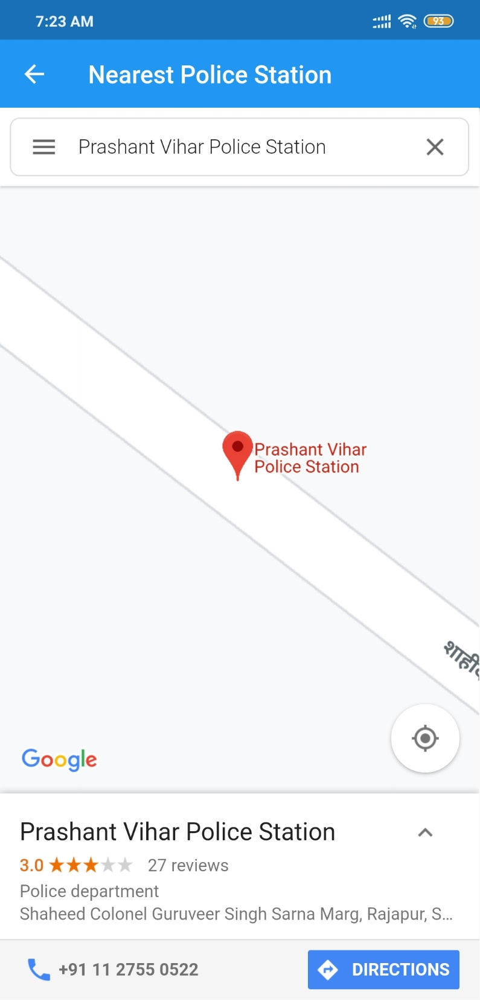 7:23 AM
93
Nearest Police Station
Prashant Vihar Police Station
Prashant Vihar
Police Station
Google
Prashant Vihar Police Station
3.0 27 reviews
Police department
Shaheed Colonel Guruveer Singh Sarna Marg, Rajapur, S...
+91 11 2755 0522 DIRECTIONS